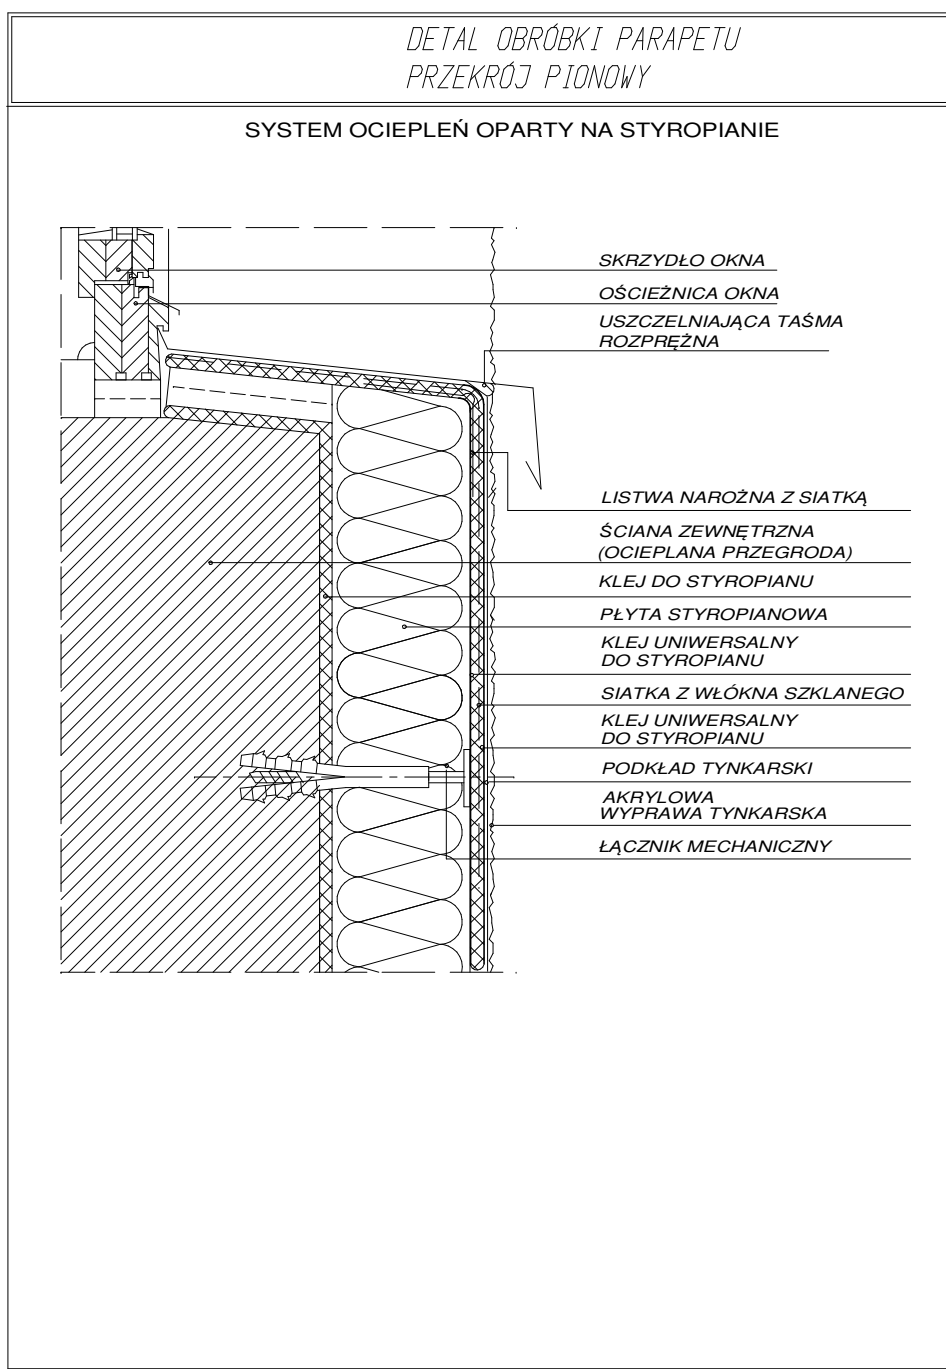 DETAL OBRÓBKI PARAPETU
PRZEKRÓJ PIONOWY
SYSTEM OCIEPLEŃ OPARTY NA STYROPIANIE
SKRZYDŁO OKNA
OŚCIEŻNICA OKNA
USZCZELNIAJĄCA TAŚMA
ROZPRĘŻNA
LISTWA NAROŻNA Z SIATKĄ
ŚCIANA ZEWNĘTRZNA
(OCIEPLANA PRZEGRODA)
KLEJ DO STYROPIANU
PŁYTA STYROPIANOWA
KLEJ UNIWERSALNY
DO STYROPIANU
SIATKA Z WŁÓKNA SZKLANEGO
KLEJ UNIWERSALNY
DO STYROPIANU
PODKŁAD TYNKARSKI
AKRYLOWA
WYPRAWA TYNKARSKA
ŁĄCZNIK MECHANICZNY